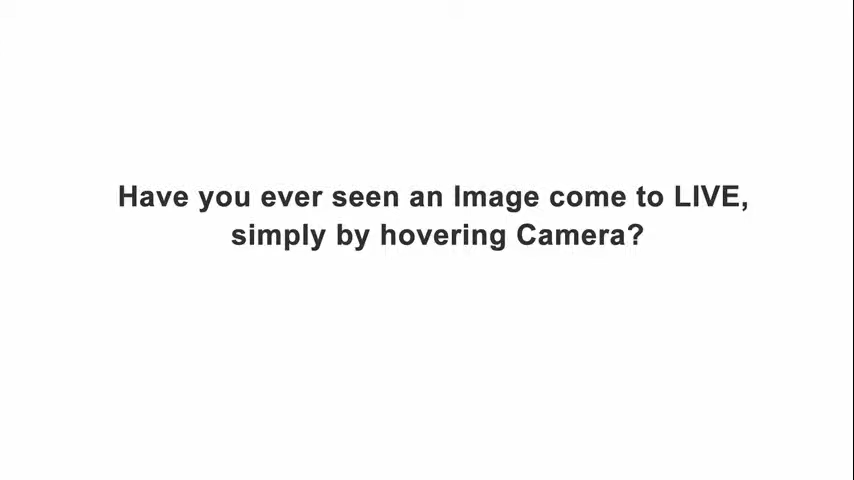 Have you ever seen an Image come to LIVE,
simply by hovering Camera?